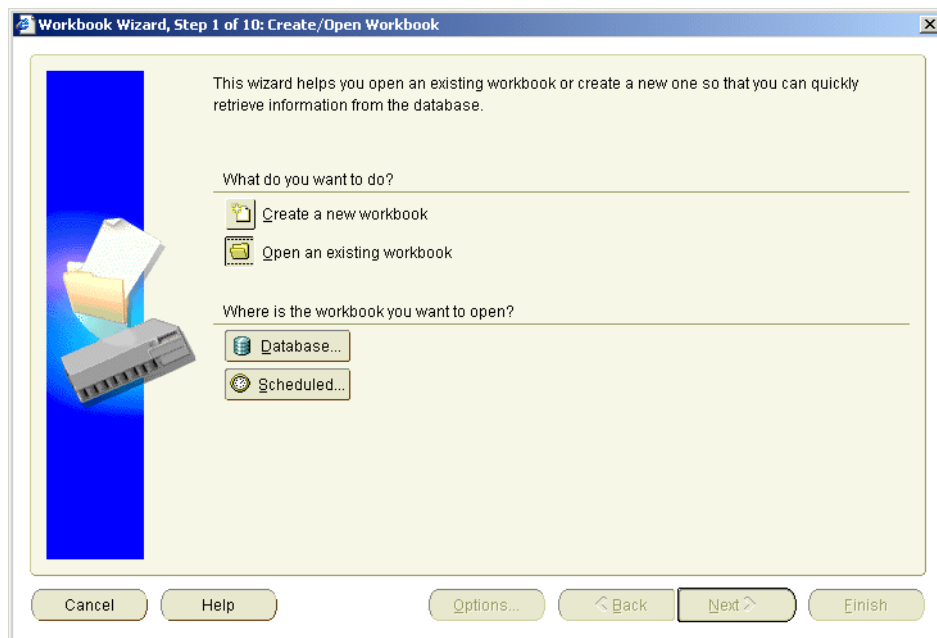 Workbook Wizard, Step 1 of 10: Create/Open Workbook
This wizard helps you open an existing workbook or create a new one so that you can quickly
retrieve information from the database.
What do you want to do?
Create a new workbook
Open an existing workbook
Where is the workbook you want to open?
Database...
Scheduled...
Cancel
Help
Options...
Back
Next
Finish